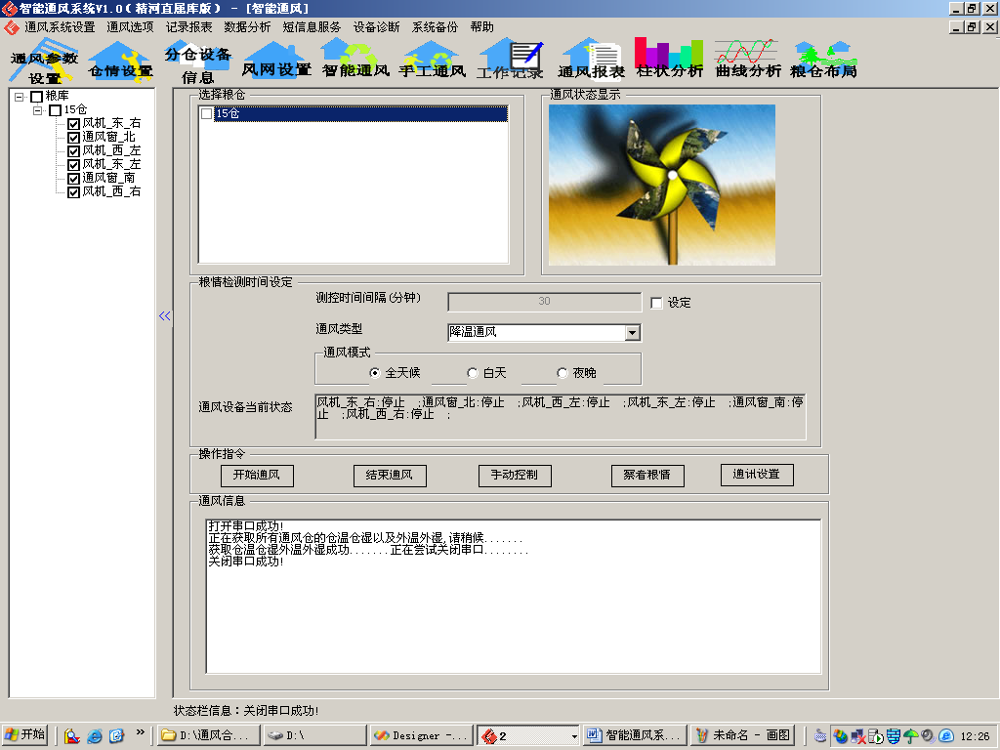 智能通风系统V1.0(精河直属库版) - [智能通风]
通风系统设置 通风选项 记录报表 数据分析 短信息服务 设备诊断 系统备份 帮助
通风参数设置 仓情设置 分仓设备信息 风网设置 智能通风 手工通风 工作记录 通风报表 柱状分析 曲线分析 粮仓布局
粮库
15仓
风机_东_右
通风窗_北
风机_西_左
风机_东_左
通风窗_南
风机_西_右
<<
选择粮仓
15仓
通风状态显示
粮情检测时间设定
测控时间间隔(分钟) 30 设定
通风类型 降温通风
通风模式
全天候 白天 夜晚
通风设备当前状态
风机_东_右:停止 ;通风窗_北:停止 ;风机_西_左:停止 ;风机_东_左:停止 ;通风窗_南:停
止 ;风机_西_右:停止 ;
操作指令
开始通风 结束通风 手动控制 察看粮情 通讯设置
通风信息
打开串口成功!
正在获取所有通风仓的仓温仓湿以及外温外湿,请稍候.......
获取仓温仓湿外温外湿成功.......正在尝试关闭串口........
关闭串口成功!
状态栏信息：关闭串口成功!
开始 » D:\通风合... D:\ Designer -... 2 智能通风系... 未命名 - 画图 12:26